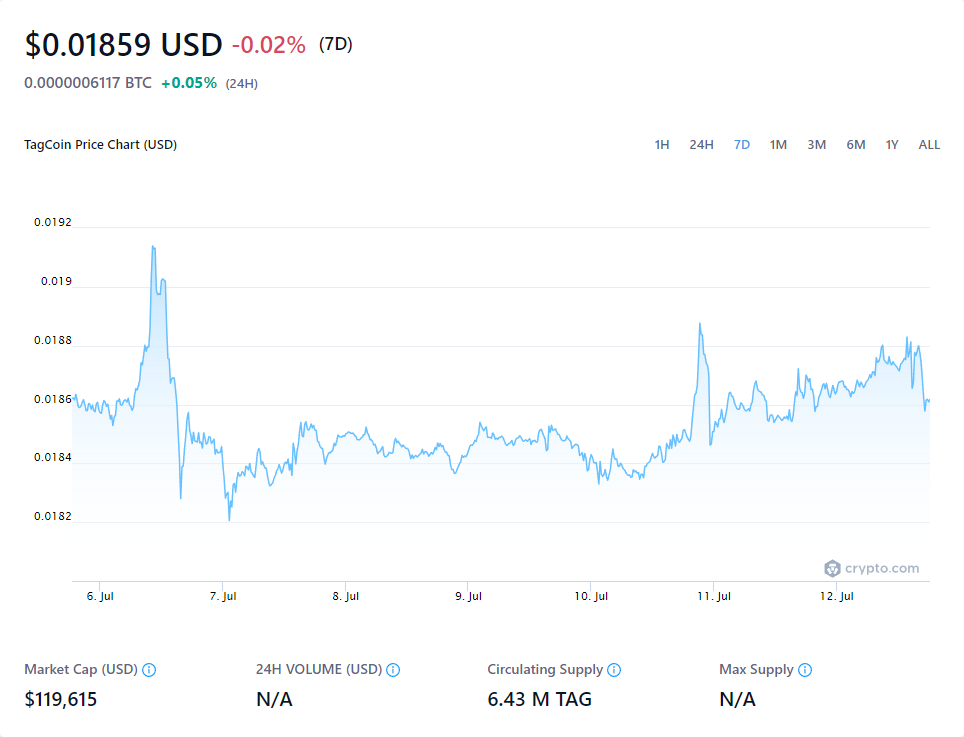 $0.01859 USD -0.02% (7D)
0.0000006117 BTC +0.05% (24H)
TagCoin Price Chart (USD) 1H 24H 7D 1M 3M 6M 1Y ALL
0.0192
0.019
0.0188
0.0186
0.0184
0.0182
crypto.com
6. Jul 7. Jul 8. Jul 9. Jul 10. Jul 11. Jul 12. Jul
Market Cap (USD) 24H VOLUME (USD) Circulating Supply Max Supply
$119,615 N/A 6.43 M TAG N/A